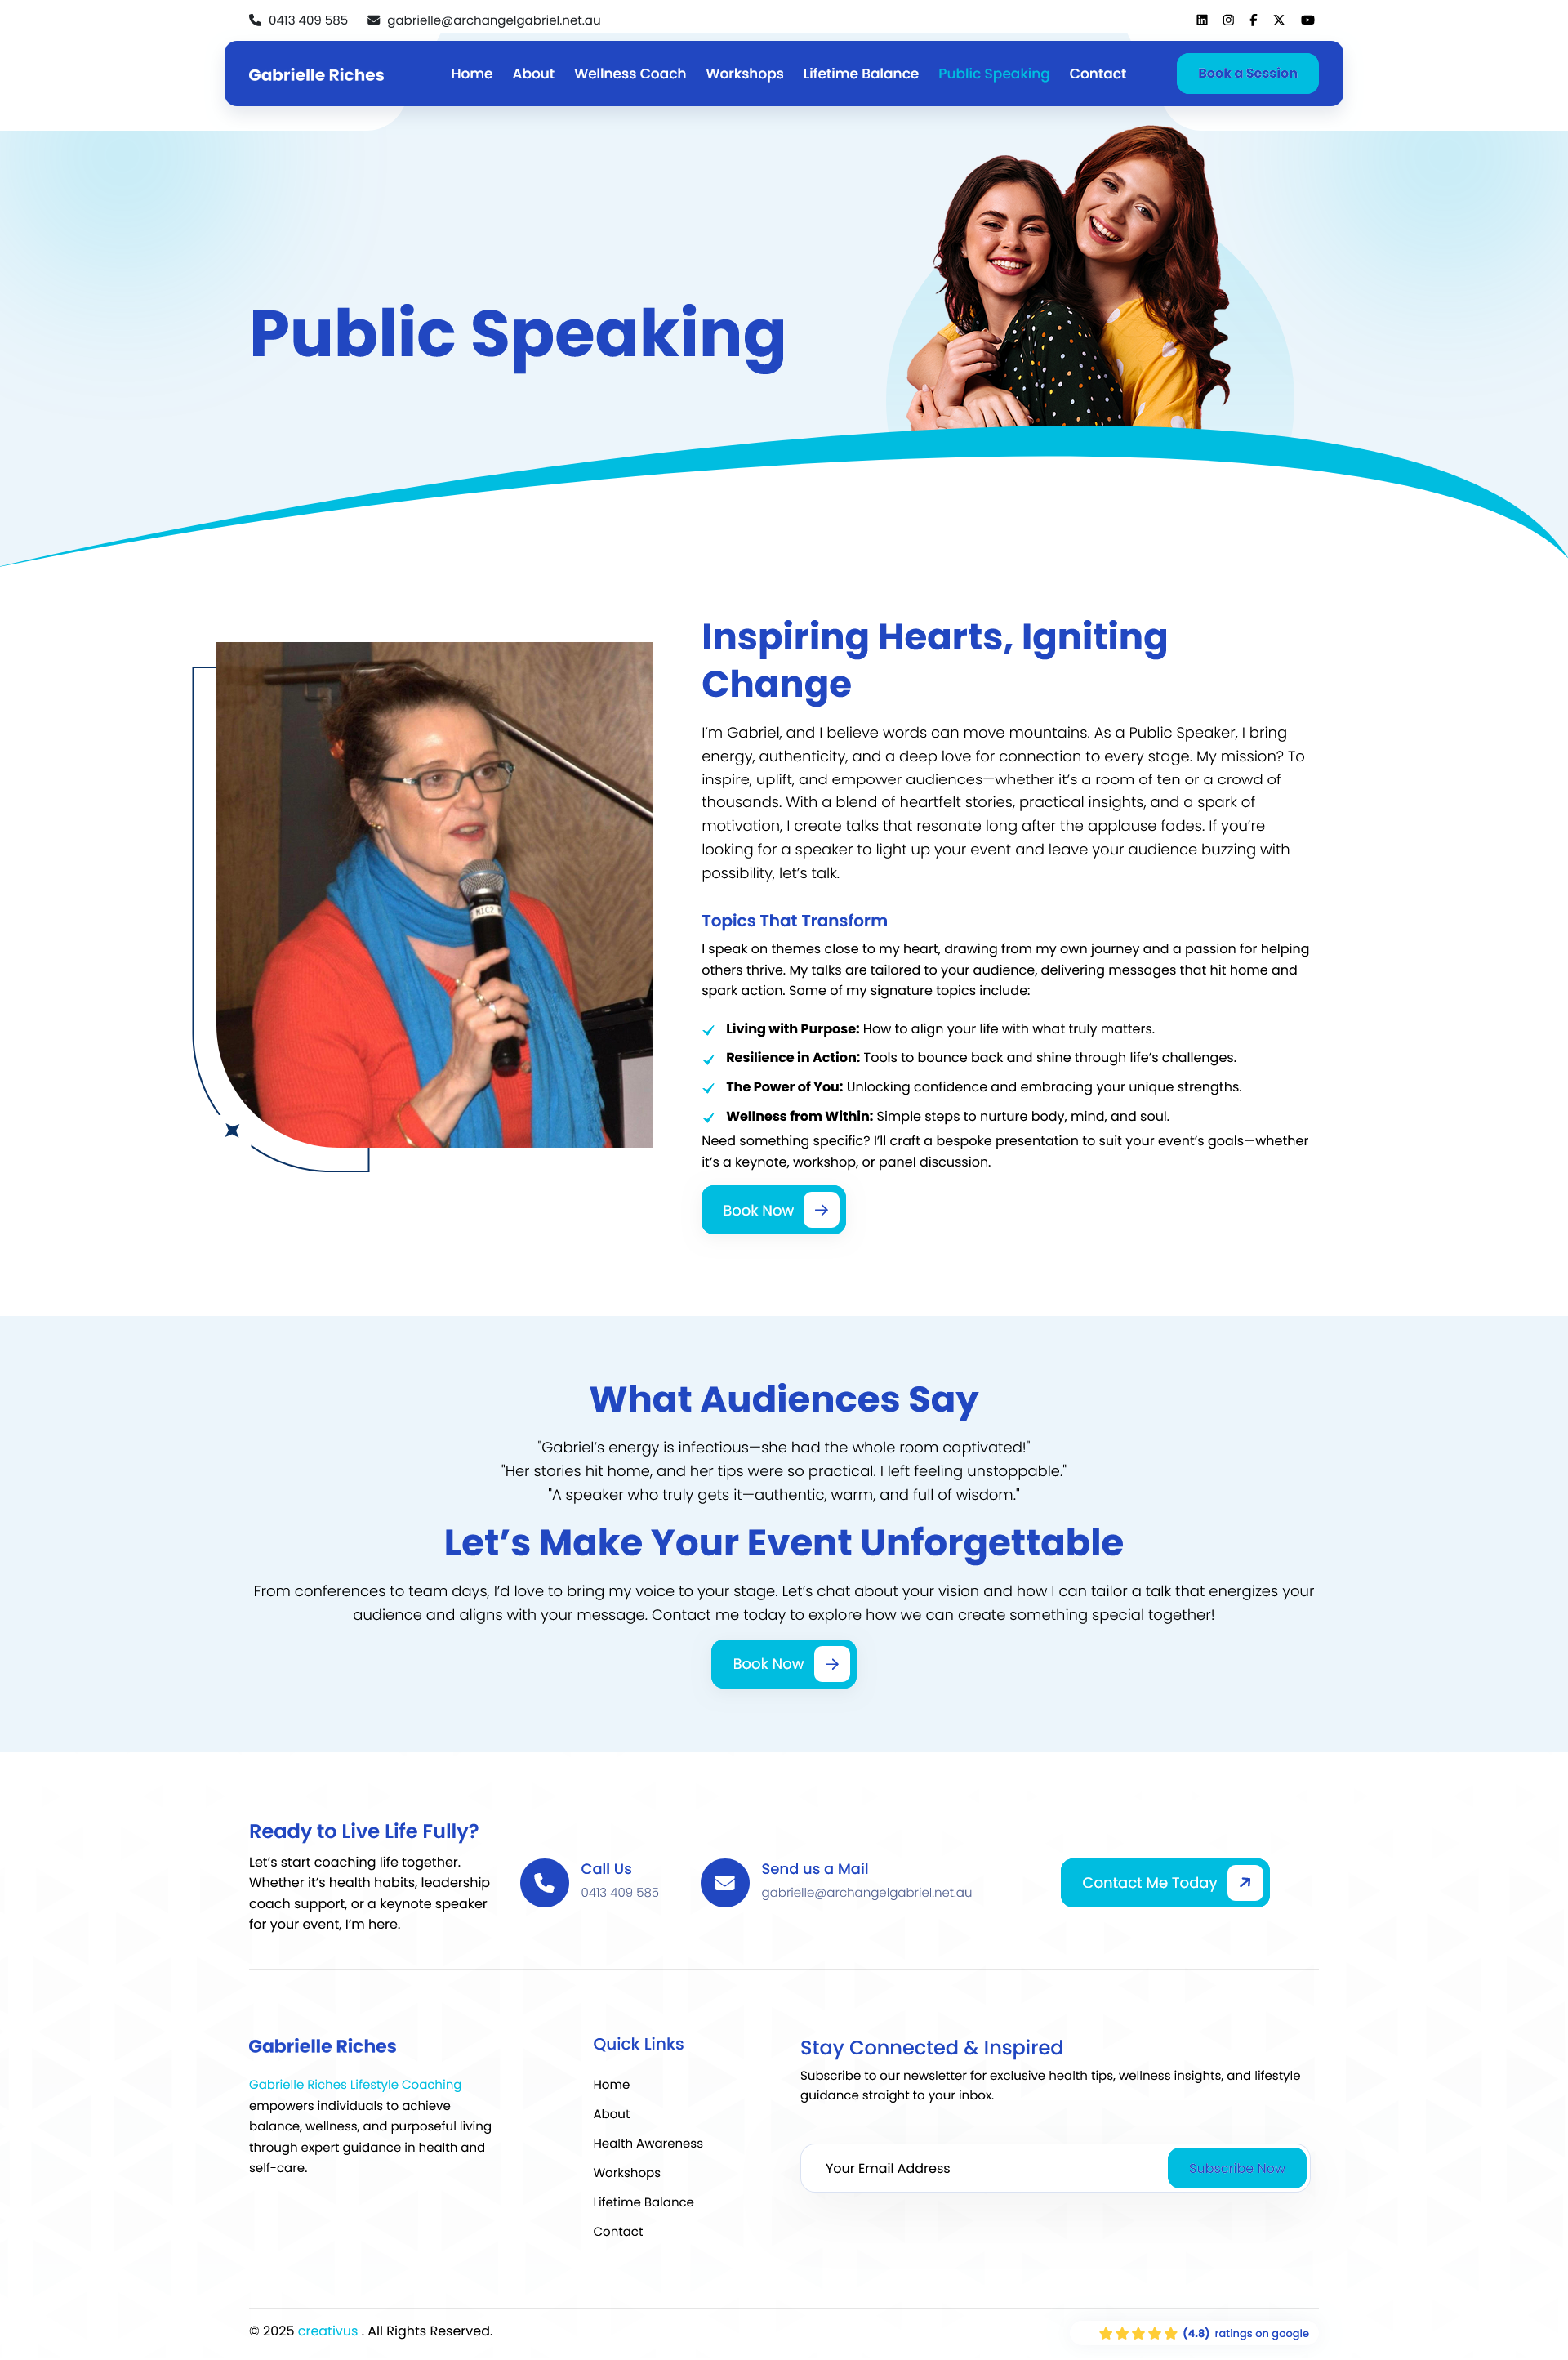 0413 409 585 gabrielle@archangelgabriel.net.au
Gabrielle Riches Home About Wellness Coach Workshops Lifetime Balance Public Speaking Contact Book a Session
Public Speaking
Inspiring Hearts, Igniting
Change
I’m Gabriel, and I believe words can move mountains. As a Public Speaker, I bring
energy, authenticity, and a deep love for connection to every stage. My mission? To
inspire, uplift, and empower audiences—whether it’s a room of ten or a crowd of
thousands. With a blend of heartfelt stories, practical insights, and a spark of
motivation, I create talks that resonate long after the applause fades. If you’re
looking for a speaker to light up your event and leave your audience buzzing with
possibility, let’s talk.
MIC2
Topics That Transform
I speak on themes close to my heart, drawing from my own journey and a passion for helping
others thrive. My talks are tailored to your audience, delivering messages that hit home and
spark action. Some of my signature topics include:
Living with Purpose: How to align your life with what truly matters.
Resilience in Action: Tools to bounce back and shine through life’s challenges.
The Power of You: Unlocking confidence and embracing your unique strengths.
Wellness from Within: Simple steps to nurture body, mind, and soul.
Need something specific? I’ll craft a bespoke presentation to suit your event’s goals—whether
it’s a keynote, workshop, or panel discussion.
Book Now
What Audiences Say
"Gabriel’s energy is infectious—she had the whole room captivated!"
"Her stories hit home, and her tips were so practical. I left feeling unstoppable."
"A speaker who truly gets it—authentic, warm, and full of wisdom."
Let’s Make Your Event Unforgettable
From conferences to team days, I’d love to bring my voice to your stage. Let’s chat about your vision and how I can tailor a talk that energizes your
audience and aligns with your message. Contact me today to explore how we can create something special together!
Book Now
Ready to Live Life Fully?
Let’s start coaching life together.
Whether it’s health habits, leadership
coach support, or a keynote speaker
for your event, I’m here.
Call Us
0413 409 585
Send us a Mail
gabrielle@archangelgabriel.net.au
Contact Me Today
Gabrielle Riches
Gabrielle Riches Lifestyle Coaching
empowers individuals to achieve
balance, wellness, and purposeful living
through expert guidance in health and
self-care.
Quick Links
Home
About
Health Awareness
Workshops
Lifetime Balance
Contact
Stay Connected & Inspired
Subscribe to our newsletter for exclusive health tips, wellness insights, and lifestyle
guidance straight to your inbox.
Your Email Address Subscribe Now
© 2025 creativus . All Rights Reserved.
(4.8) ratings on google